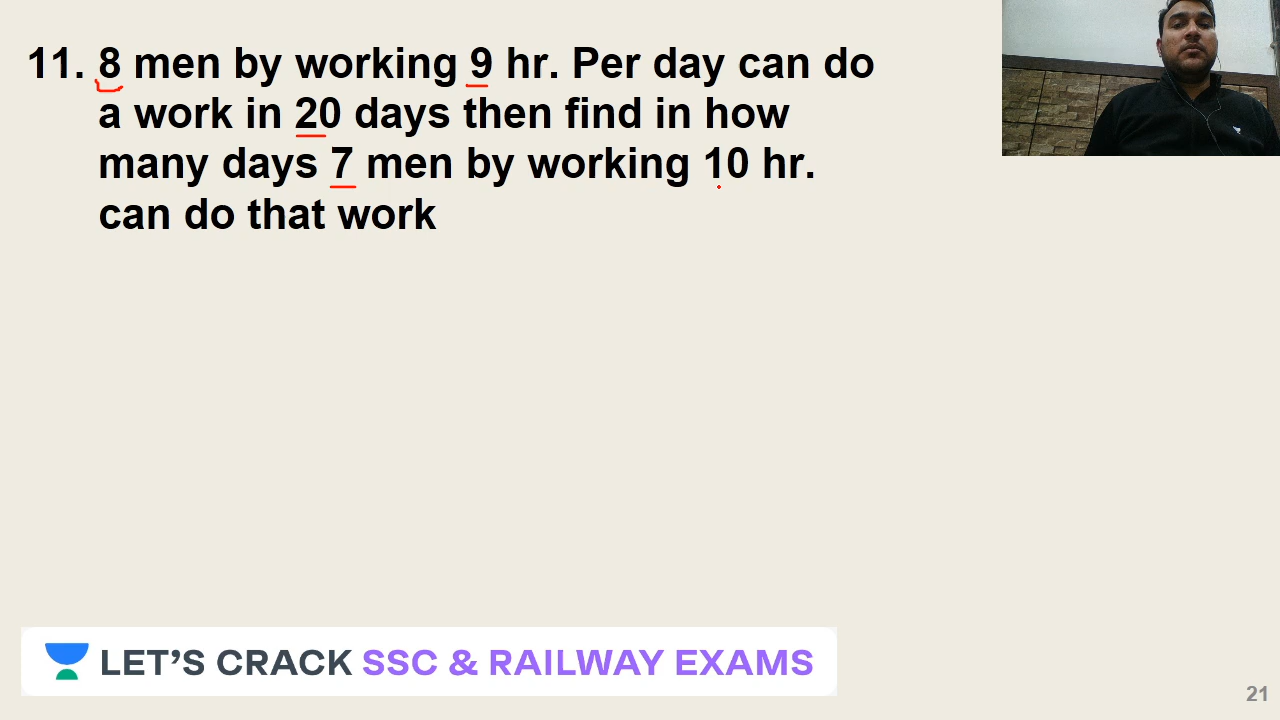 11. 8 men by working 9 hr. Per day can do
a work in 20 days then find in how
many days 7 men by working 10 hr.
can do that work
LET'S CRACK SSC & RAILWAY EXAMS
21